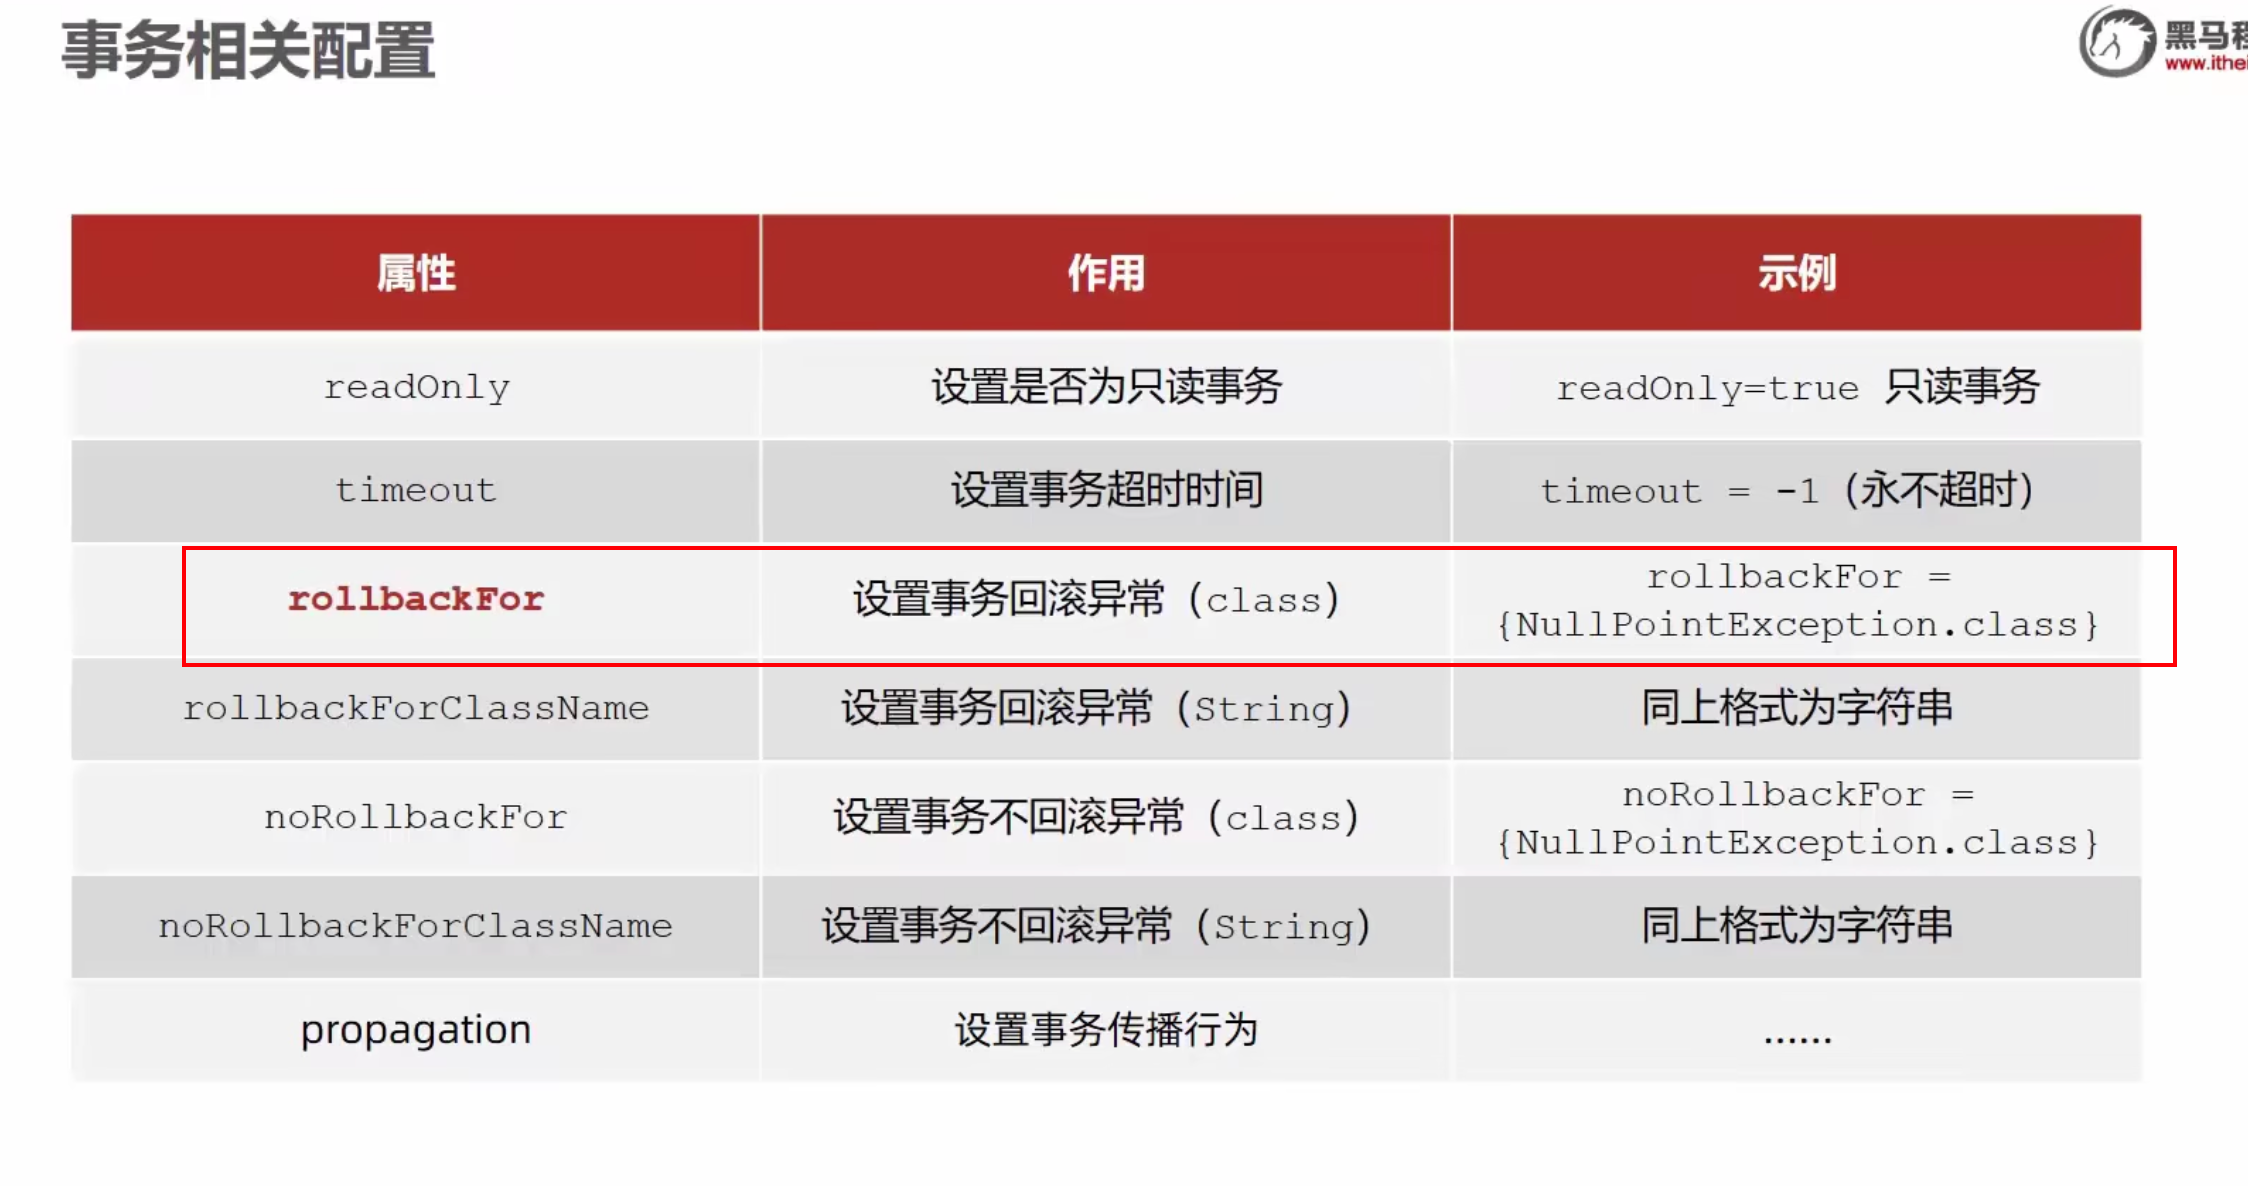 事务相关配置
黑马程
www.ithei
属性 作用 示例
readOnly 设置是否为只读事务 readOnly=true 只读事务
timeout 设置事务超时时间 timeout = -1（永不超时）
rollbackFor 设置事务回滚异常（class） rollbackFor =
{NullPointException.class}
rollbackForClassName 设置事务回滚异常（String） 同上格式为字符串
noRollbackFor 设置事务不回滚异常（class） noRollbackFor =
{NullPointException.class}
noRollbackForClassName 设置事务不回滚异常（String） 同上格式为字符串
propagation 设置事务传播行为 ……